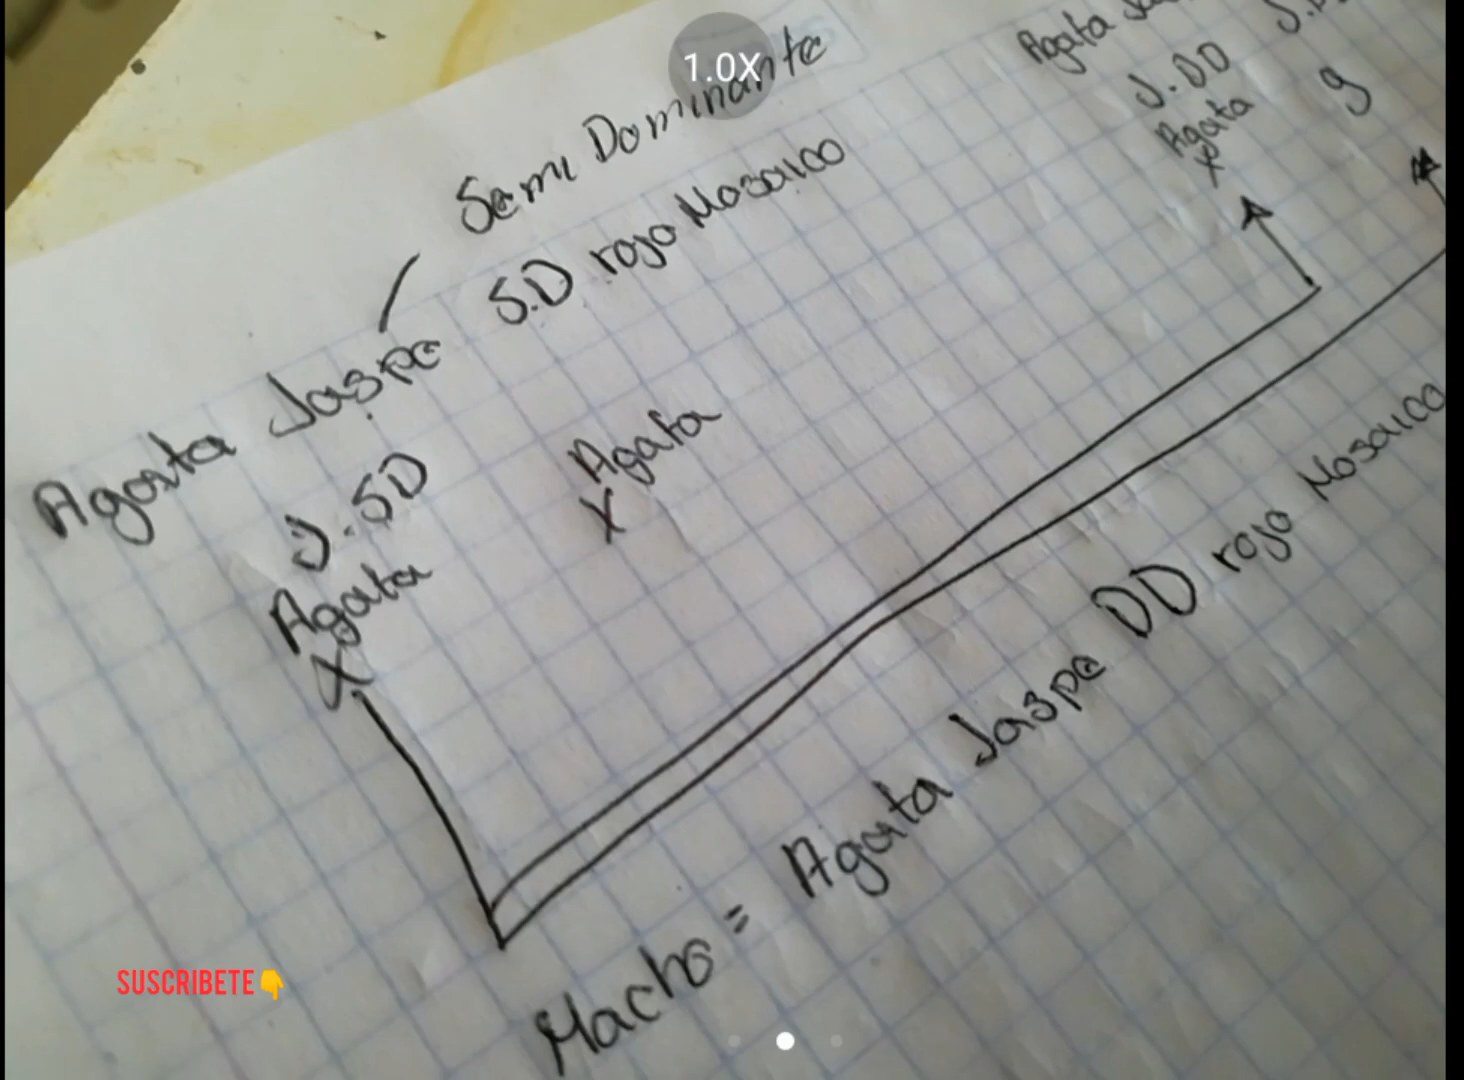 1.0X
Semi Dominante
Agata Jaspe S.D rojo Mosaico
J.SD
Agata
X
Agata
X
Agata
J.DD
Agata
X
Macho = Agata Jaspe DD rojo Mosaico
SUSCRIBETE👇